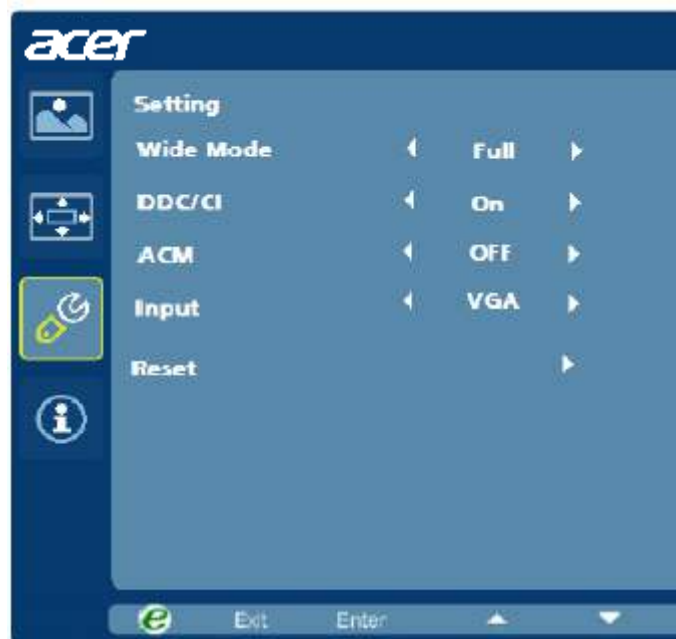 acer
Setting
Wide Mode Full
DDC/CI On
ACM OFF
Input VGA
Reset
e Exit Enter